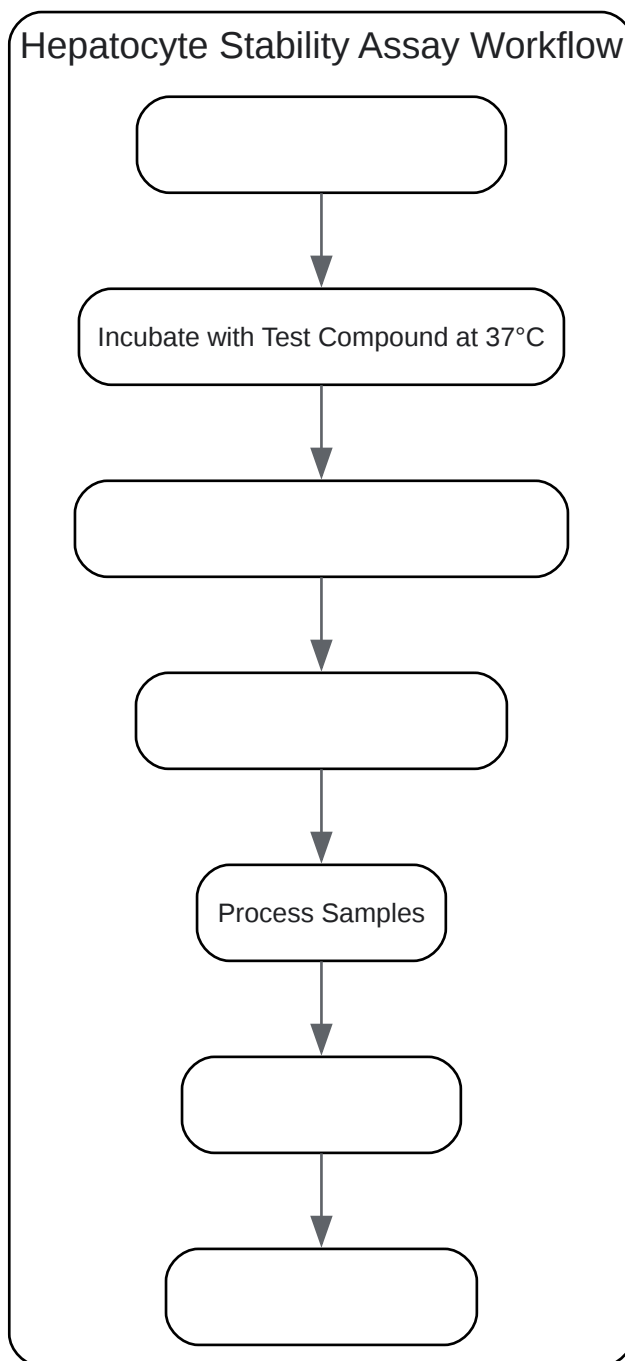 Hepatocyte Stability Assay Workflow
Incubate with Test Compound at 37°C
Process Samples